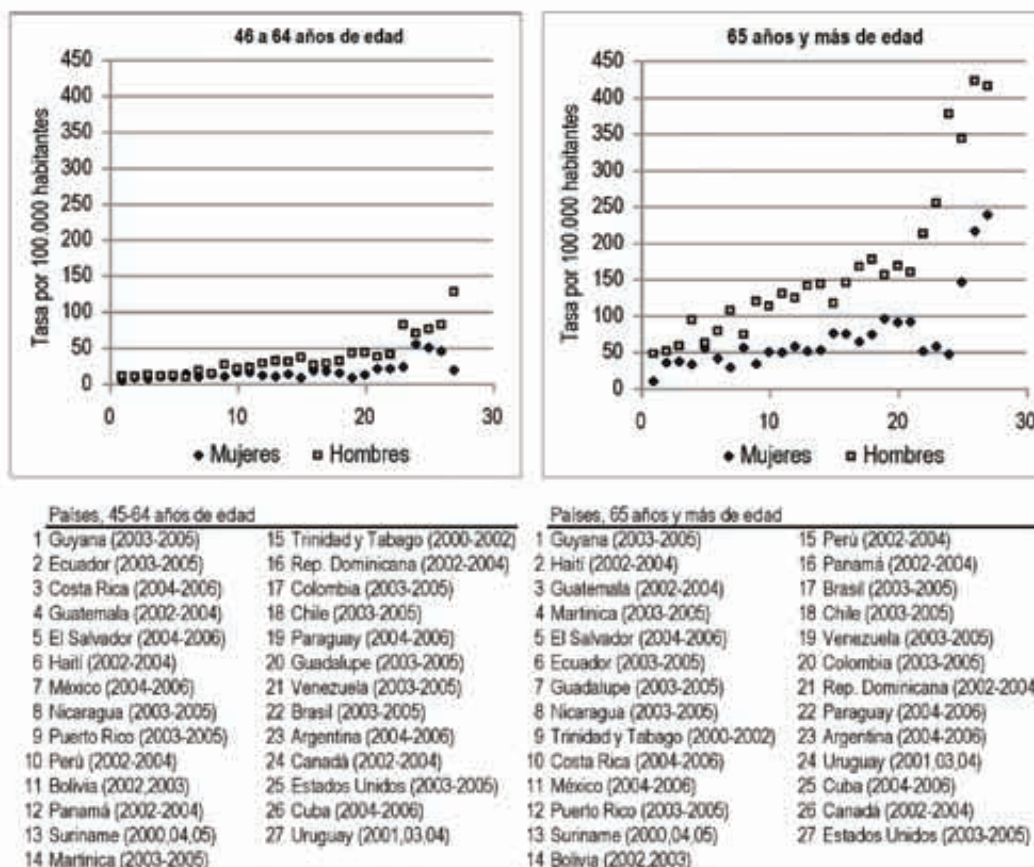 46 a 64 años de edad
450
400
350
300
250
200
150
100
50
0
0 10 20 30
Tasa por 100.000 habitantes
Mujeres Hombres
65 años y más de edad
450
400
350
300
250
200
150
100
50
0
0 10 20 30
Tasa por 100.000 habitantes
Mujeres Hombres
Países, 45-64 años de edad
1 Guyana (2003-2005)
2 Ecuador (2003-2005)
3 Costa Rica (2004-2006)
4 Guatemala (2002-2004)
5 El Salvador (2004-2006)
6 Haití (2002-2004)
7 México (2004-2006)
8 Nicaragua (2003-2005)
9 Puerto Rico (2003-2005)
10 Perú (2002-2004)
11 Bolivia (2002,2003)
12 Panamá (2002-2004)
13 Suriname (2000,04,05)
14 Martinica (2003-2005)
15 Trinidad y Tabago (2000-2002)
16 Rep. Dominicana (2002-2004)
17 Colombia (2003-2005)
18 Chile (2003-2005)
19 Paraguay (2004-2006)
20 Guadalupe (2003-2005)
21 Venezuela (2003-2005)
22 Brasil (2003-2005)
23 Argentina (2004-2006)
24 Canadá (2002-2004)
25 Estados Unidos (2003-2005)
26 Cuba (2004-2006)
27 Uruguay (2001,03,04)
Países, 65 años y más de edad
1 Guyana (2003-2005)
2 Haití (2002-2004)
3 Guatemala (2002-2004)
4 Martinica (2003-2005)
5 El Salvador (2004-2006)
6 Ecuador (2003-2005)
7 Guadalupe (2003-2005)
8 Nicaragua (2003-2005)
9 Trinidad y Tabago (2000-2002)
10 Costa Rica (2004-2006)
11 México (2004-2006)
12 Puerto Rico (2003-2005)
13 Suriname (2000,04,05)
14 Bolivia (2002,2003)
15 Perú (2002-2004)
16 Panamá (2002-2004)
17 Brasil (2003-2005)
18 Chile (2003-2005)
19 Venezuela (2003-2005)
20 Colombia (2003-2005)
21 Rep. Dominicana (2002-2004
22 Paraguay (2004-2006)
23 Argentina (2004-2006)
24 Uruguay (2001,03,04)
25 Cuba (2004-2006)
26 Canadá (2002-2004)
27 Estados Unidos (2003-2005)